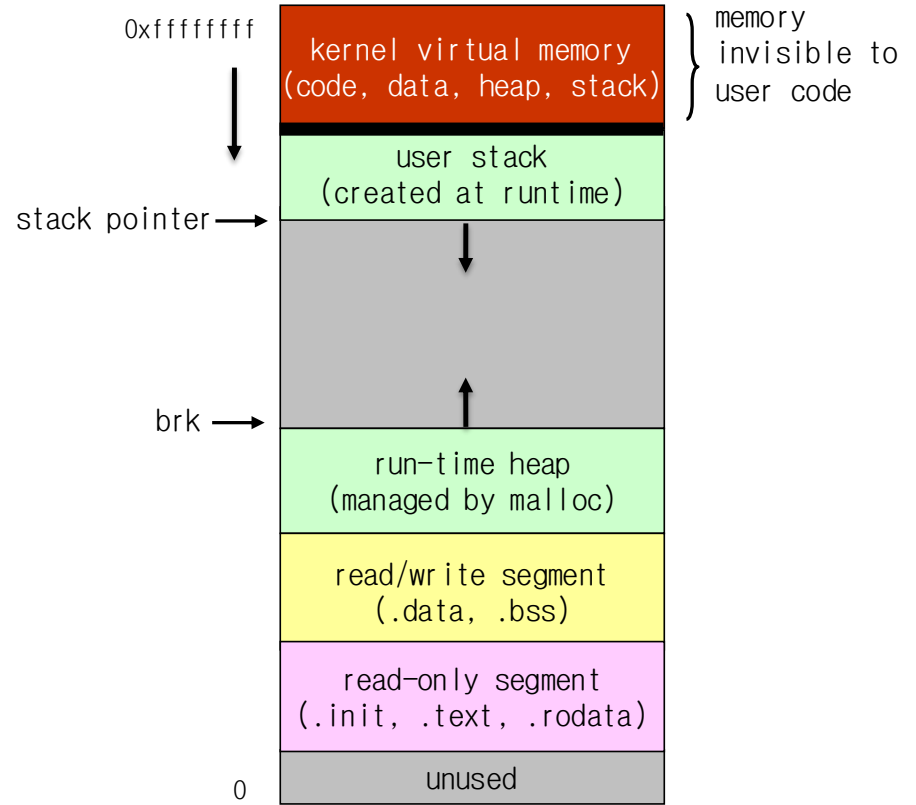 0xffffffff
kernel virtual memory
(code, data, heap, stack)
memory
invisible to
user code
user stack
(created at runtime)
stack pointer
brk
run-time heap
(managed by malloc)
read/write segment
(.data, .bss)
read-only segment
(.init, .text, .rodata)
unused
0